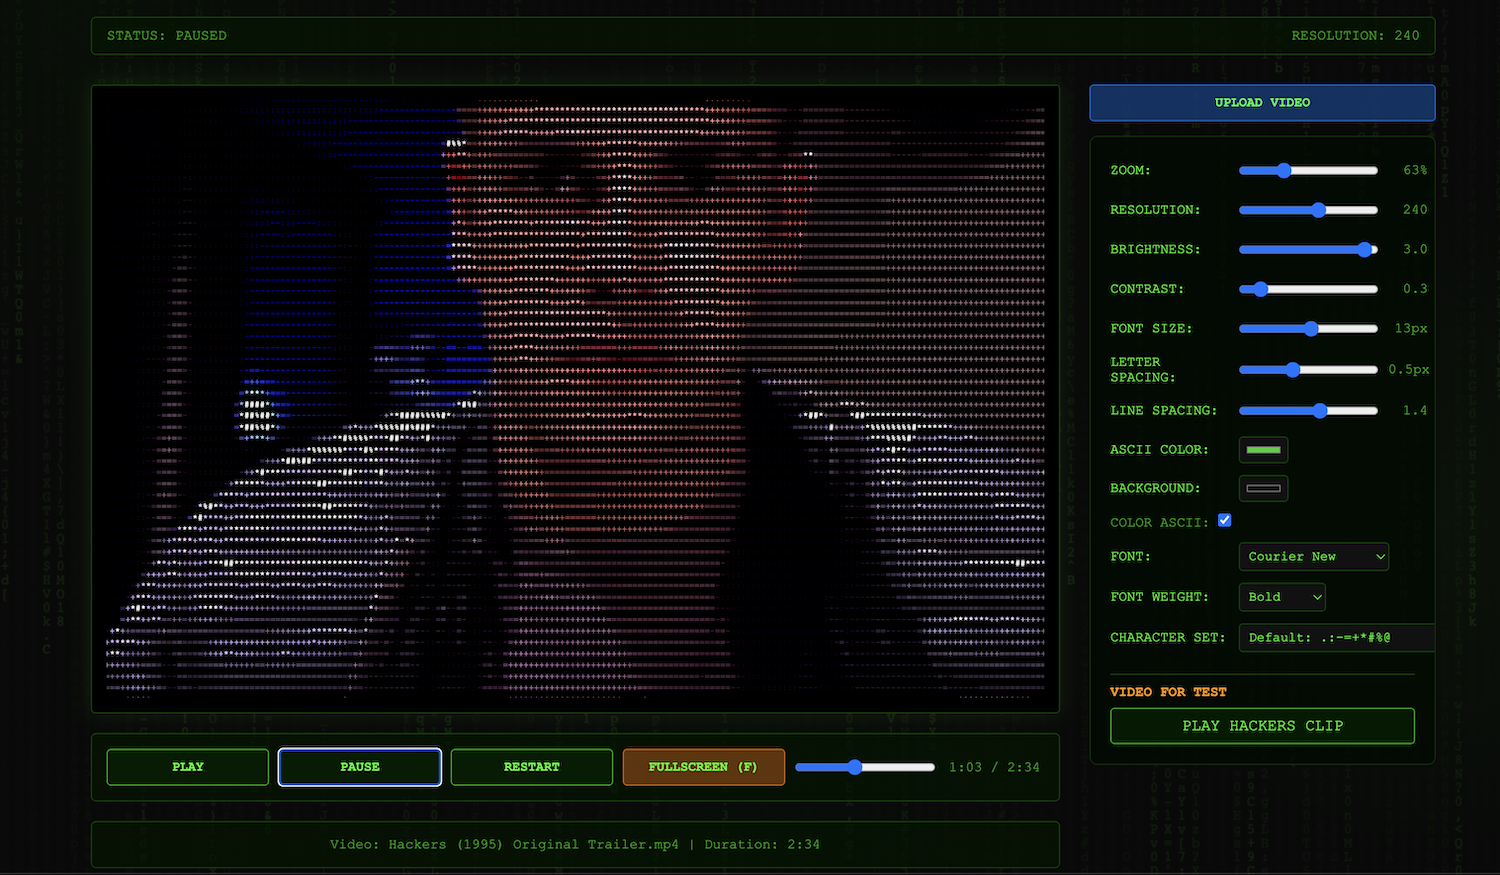 STATUS: PAUSED
RESOLUTION: 240
UPLOAD VIDEO
ZOOM: 63%
RESOLUTION: 240
BRIGHTNESS: 3.0
CONTRAST: 0.3
FONT SIZE: 13px
LETTER
SPACING: 0.5px
LINE SPACING: 1.4
ASCII COLOR:
BACKGROUND:
COLOR ASCII:
FONT: Courier New
FONT WEIGHT: Bold
CHARACTER SET: Default: .:-=+*#%@
VIDEO FOR TEST
PLAY HACKERS CLIP
PLAY
PAUSE
RESTART
FULLSCREEN (F)
1:03 / 2:34
Video: Hackers (1995) Original Trailer.mp4 | Duration: 2:34